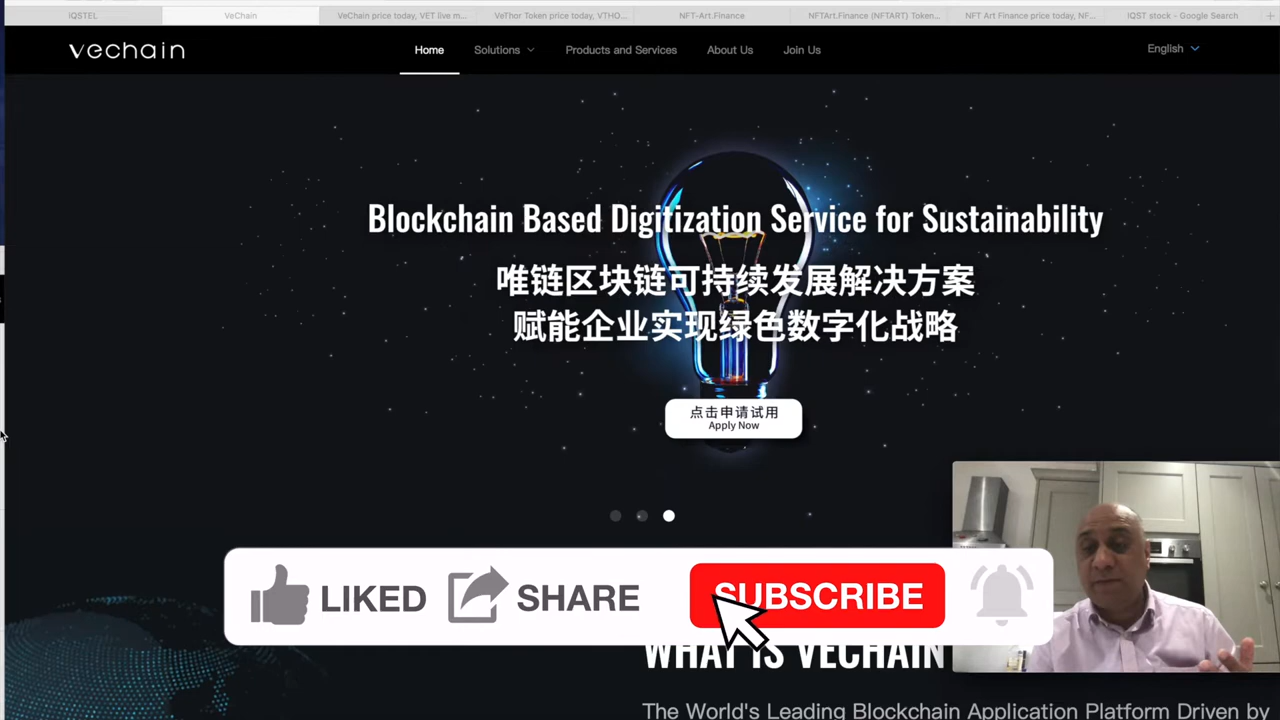 IQSTEL
VeChain
VeChain price today, VET live m...
VeThor Token price today, VTHO...
NFT-Art.Finance
NFTArt.Finance (NFTART) Token...
NFT Art Finance price today, NF...
IQST stock - Google Search
vechain
Home
Solutions
Products and Services
About Us
Join Us
English
Blockchain Based Digitization Service for Sustainability
唯链区块链可持续发展解决方案
赋能企业实现绿色数字化战略
点击申请试用
Apply Now
LIKED
SHARE
SUBSCRIBE
WHAT IS VECHAIN
The World's Leading Blockchain Application Platform Driven by